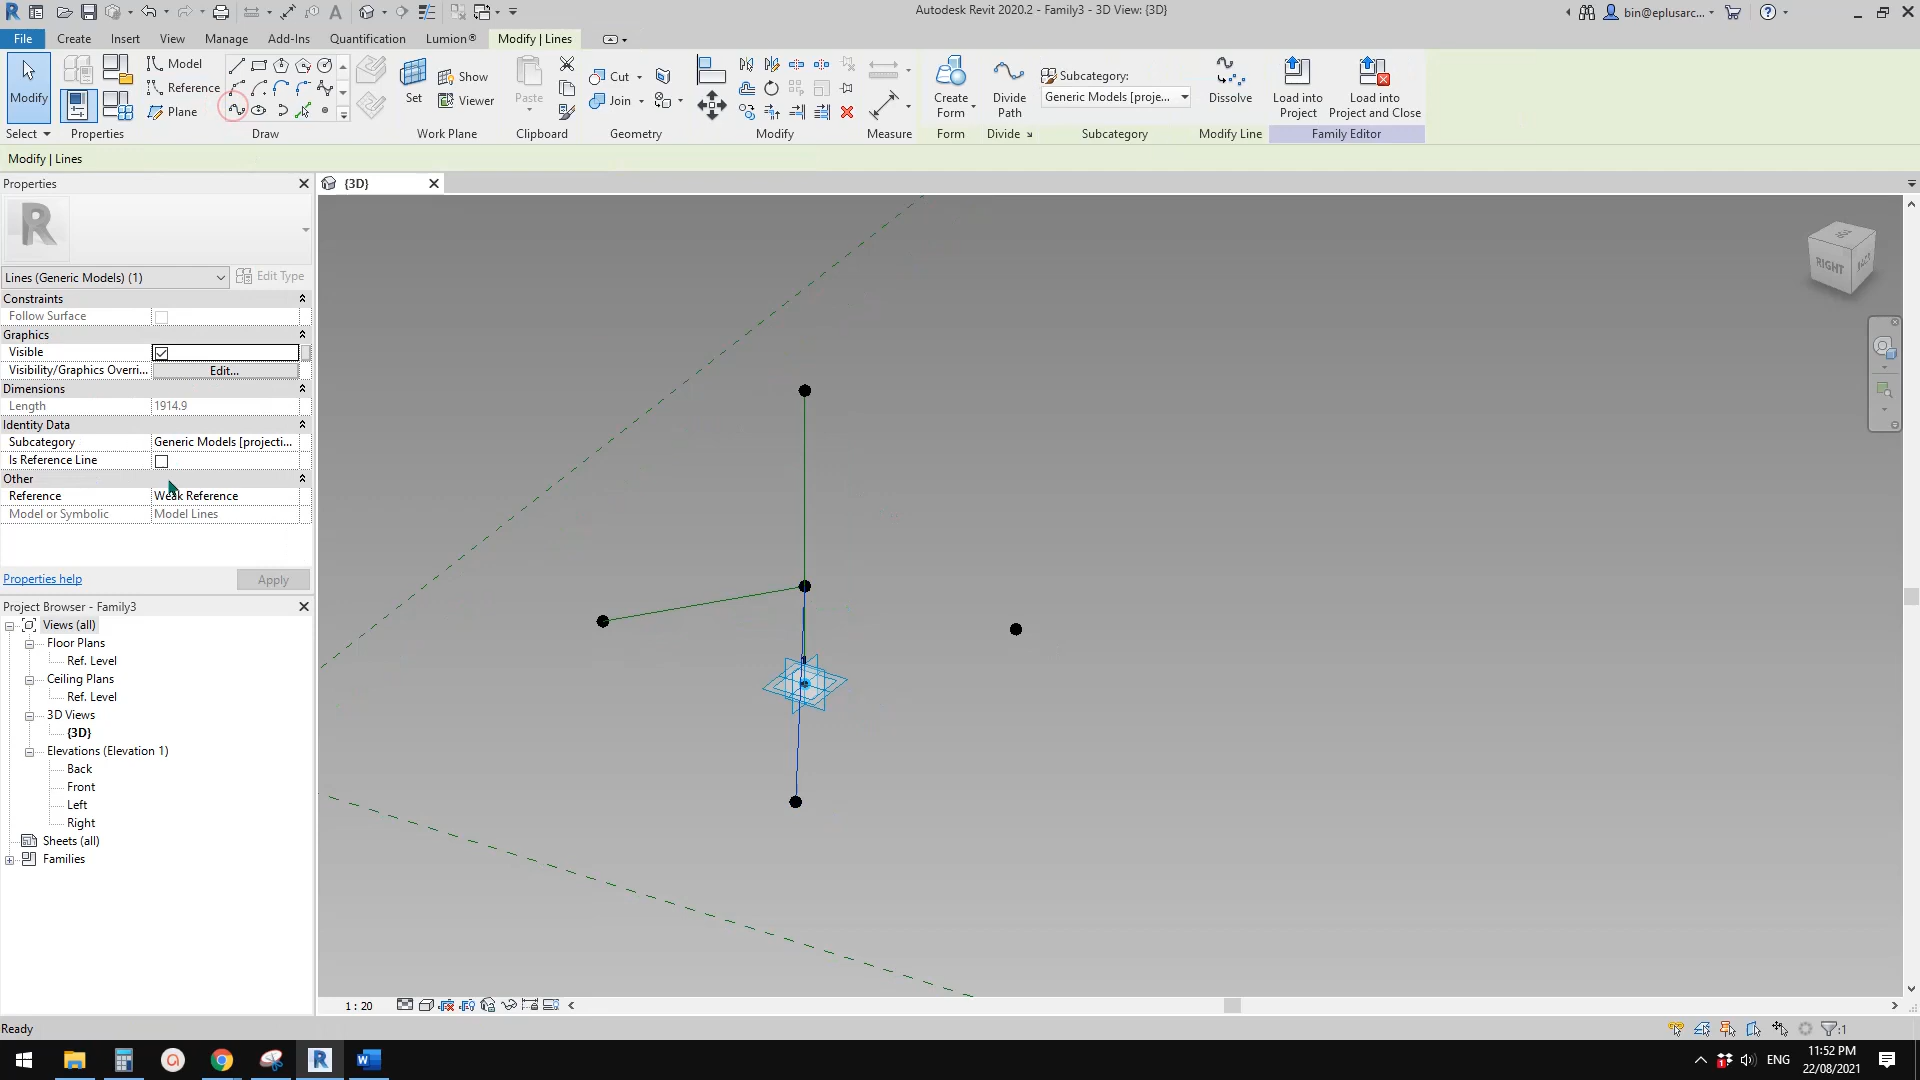 Autodesk Revit 2020.2 - Family3 - 3D View: {3D}
bin@eplusarc...
File Create Insert View Manage Add-Ins Quantification Lumion® Modify | Lines
Modify
Model
Reference
Plane
Set
Show
Viewer
Paste
Cut
Join
Create Form
Divide Path
Subcategory:
Generic Models [proje...
Dissolve
Load into Project
Load into Project and Close
Select Properties Draw Work Plane Clipboard Geometry Modify Measure Form Divide Subcategory Modify Line Family Editor
Modify | Lines
Properties
{3D}
Lines (Generic Models) (1)
Edit Type
Constraints
Follow Surface
Graphics
Visible
Visibility/Graphics Overri... Edit...
Dimensions
Length 1914.9
Identity Data
Subcategory Generic Models [projecti...
Is Reference Line
Other
Reference Weak Reference
Model or Symbolic Model Lines
Properties help
Apply
Project Browser - Family3
Views (all)
Floor Plans
Ref. Level
Ceiling Plans
Ref. Level
3D Views
{3D}
Elevations (Elevation 1)
Back
Front
Left
Right
Sheets (all)
Families
RIGHT
1 : 20
Ready
:1
ENG
11:52 PM
22/08/2021